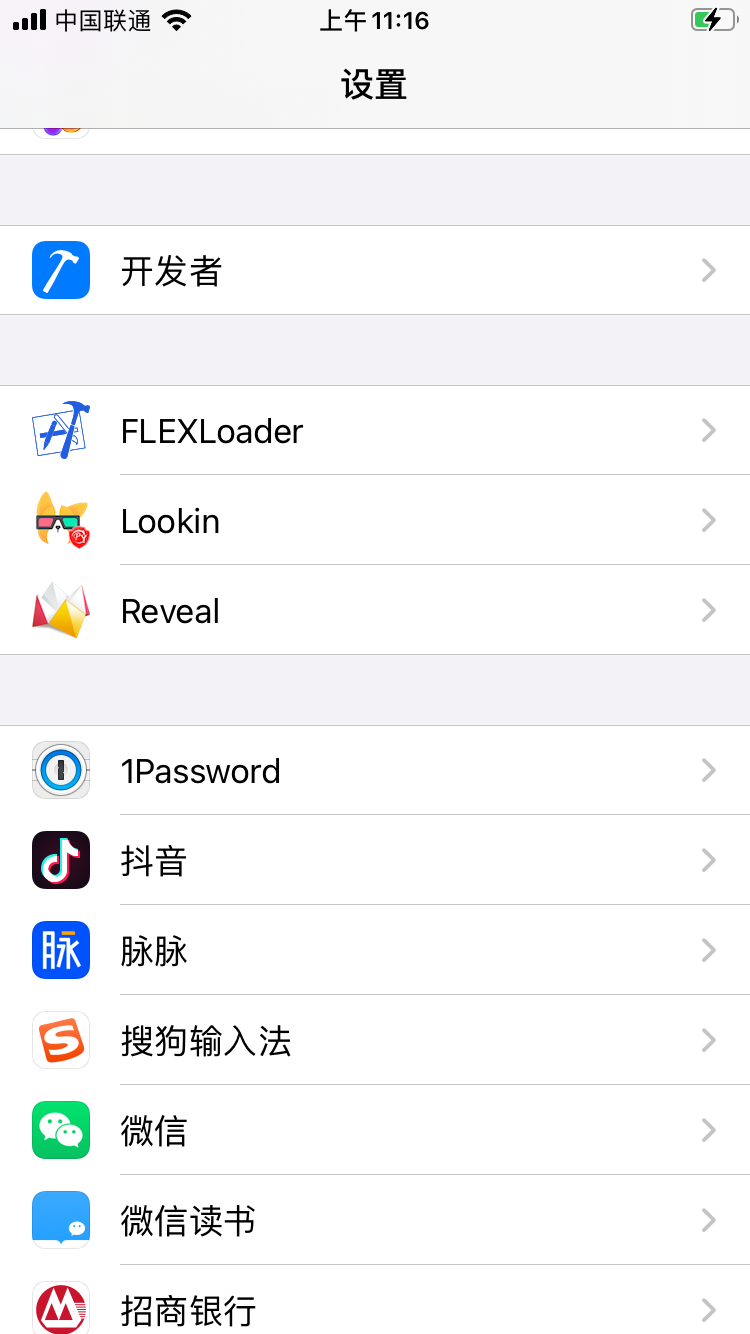 中国联通 上午 11:16
设置
开发者
FLEXLoader
Lookin
Reveal
1Password
抖音
脉 脉脉
搜狗输入法
微信
微信读书
招商银行